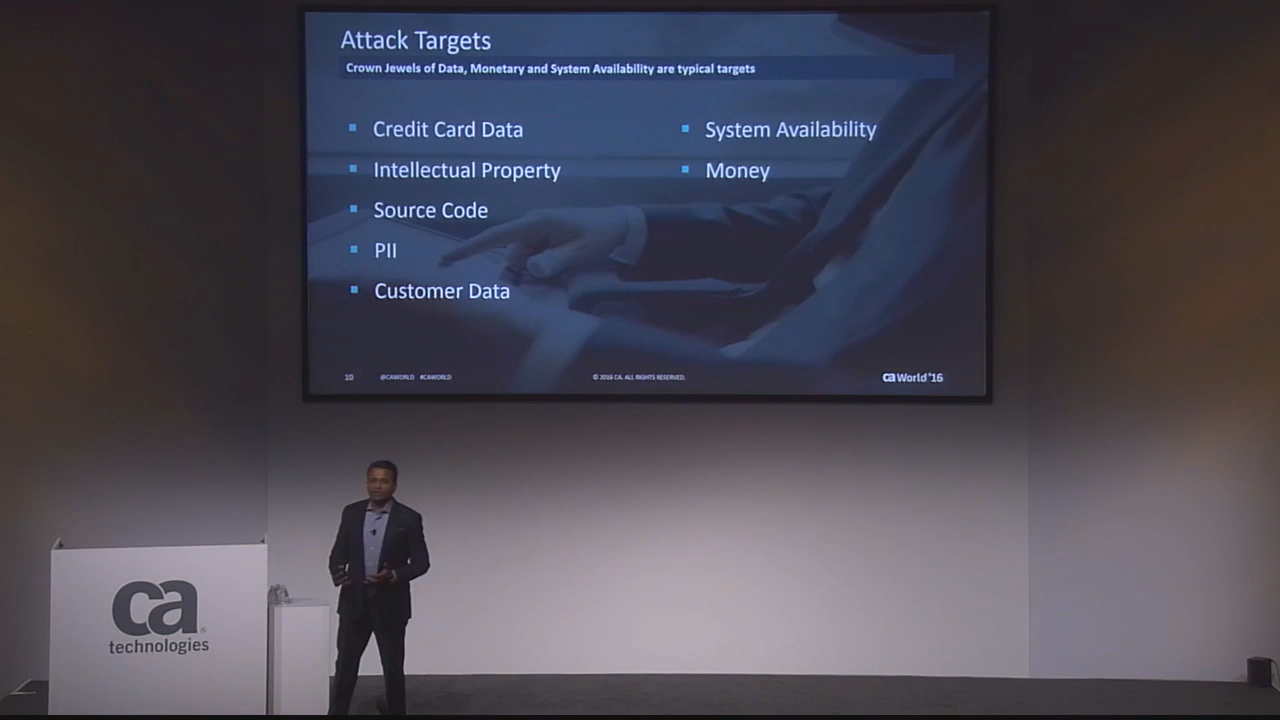 Attack Targets
Crown Jewels of Data, Monetary and System Availability are typical targets
Credit Card Data
Intellectual Property
Source Code
PII
Customer Data
System Availability
Money
10 @CAWORLD #CAWORLD © 2016 CA. ALL RIGHTS RESERVED. ca World '16
ca
technologies